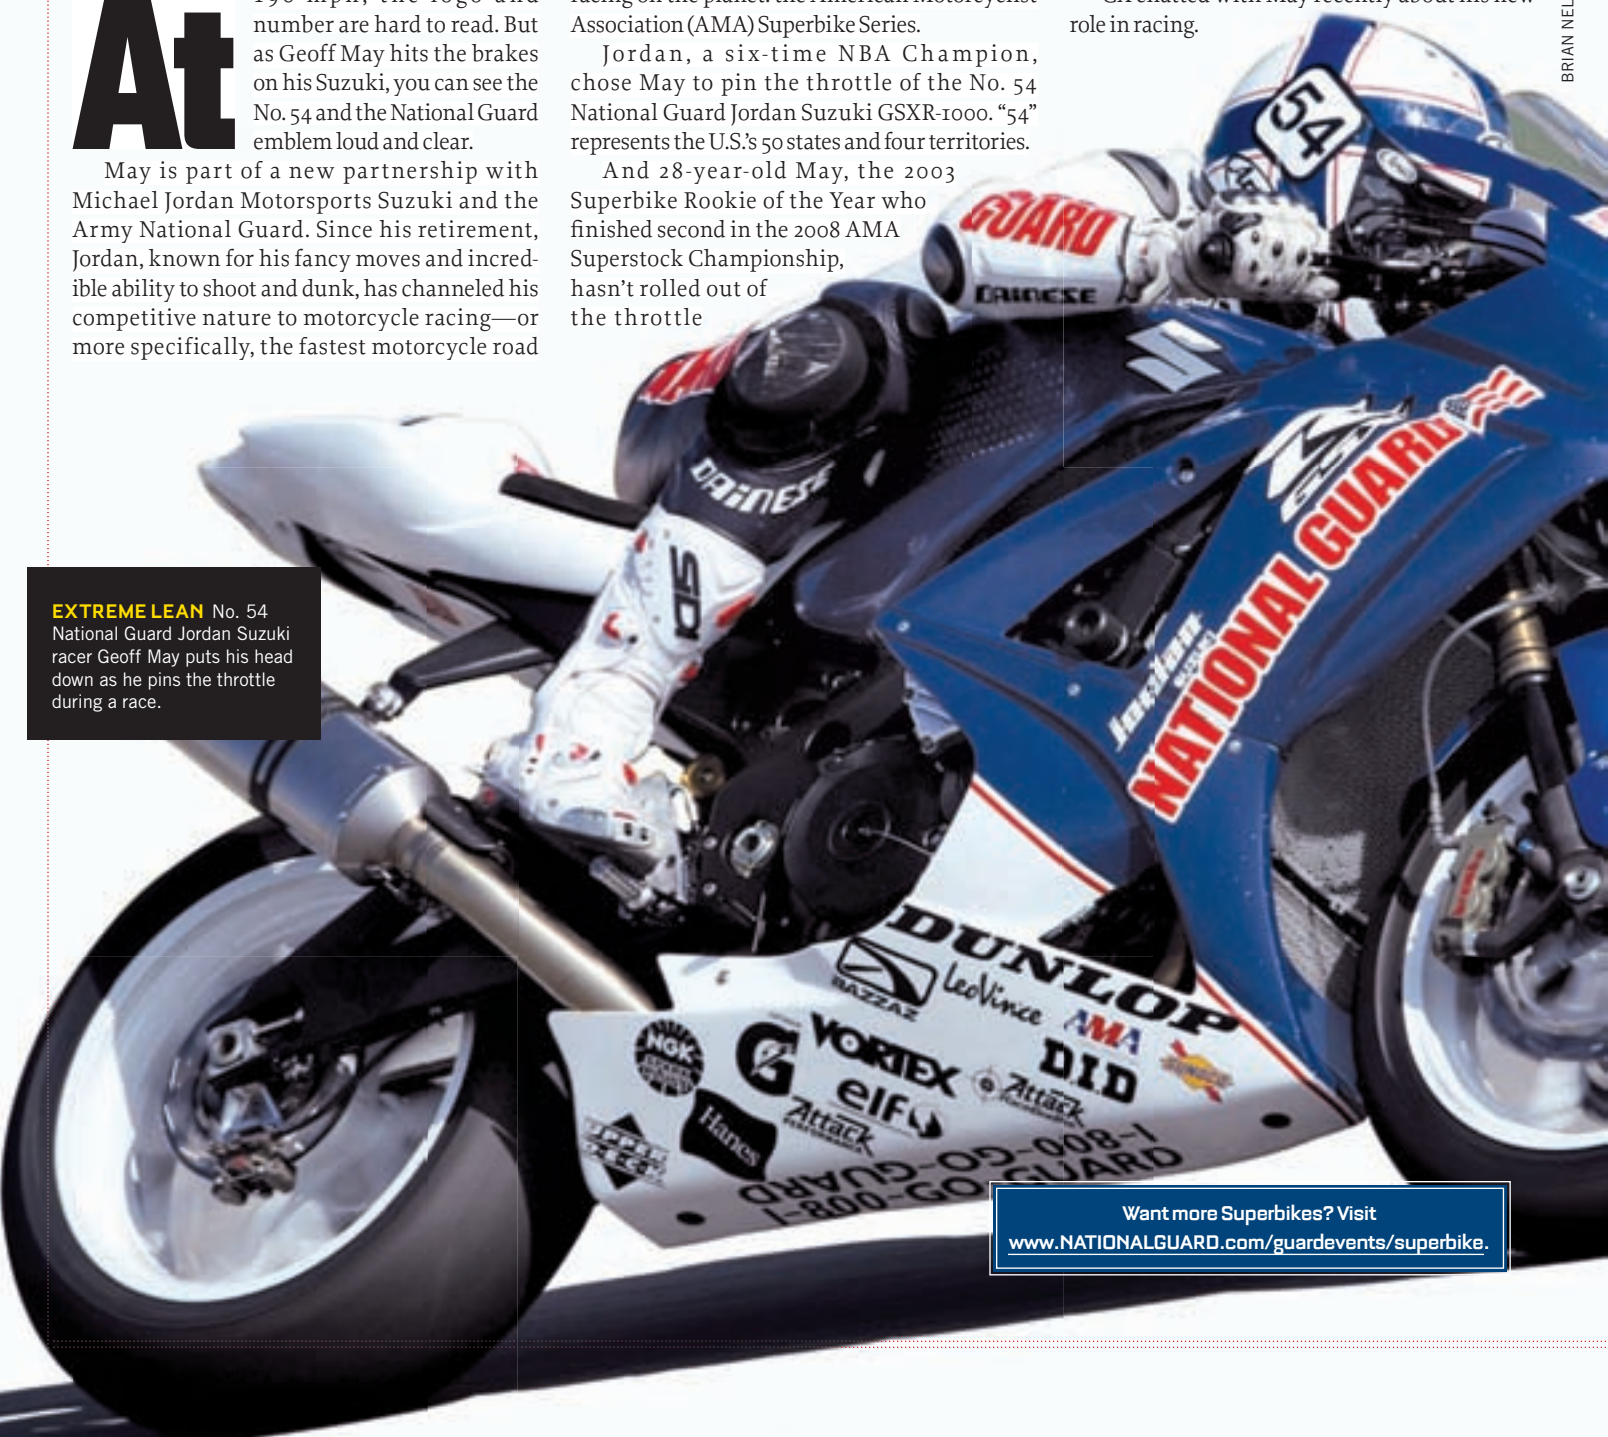 At
number are hard to read. But
as Geoff May hits the brakes
on his Suzuki, you can see the
No. 54 and the National Guard
emblem loud and clear.
May is part of a new partnership with
Michael Jordan Motorsports Suzuki and the
Army National Guard. Since his retirement,
Jordan, known for his fancy moves and incred-
ible ability to shoot and dunk, has channeled his
competitive nature to motorcycle racing—or
more specifically, the fastest motorcycle road
Association (AMA) Superbike Series.
Jordan, a six-time NBA Champion,
chose May to pin the throttle of the No. 54
National Guard Jordan Suzuki GSXR-1000. “54”
represents the U.S.’s 50 states and four territories.
And 28-year-old May, the 2003
Superbike Rookie of the Year who
finished second in the 2008 AMA
Superstock Championship,
hasn’t rolled out of
the throttle
role in racing.
BRIAN NEL
54
GUARD
DAINESE
DAINESE
NATIONAL GUARD
Jordan
EXTREME LEAN No. 54
National Guard Jordan Suzuki
racer Geoff May puts his head
down as he pins the throttle
during a race.
DUNLOP
BAZZAZ
LeoVince
AMA
NGK
G
VORTEX
D.I.D
elf
Attack
Attack
Hanes
UPPER
DECK
1-800-GO-GUARD
1-800-GO-GUARD
Want more Superbikes? Visit
www.NATIONALGUARD.com/guardevents/superbike.